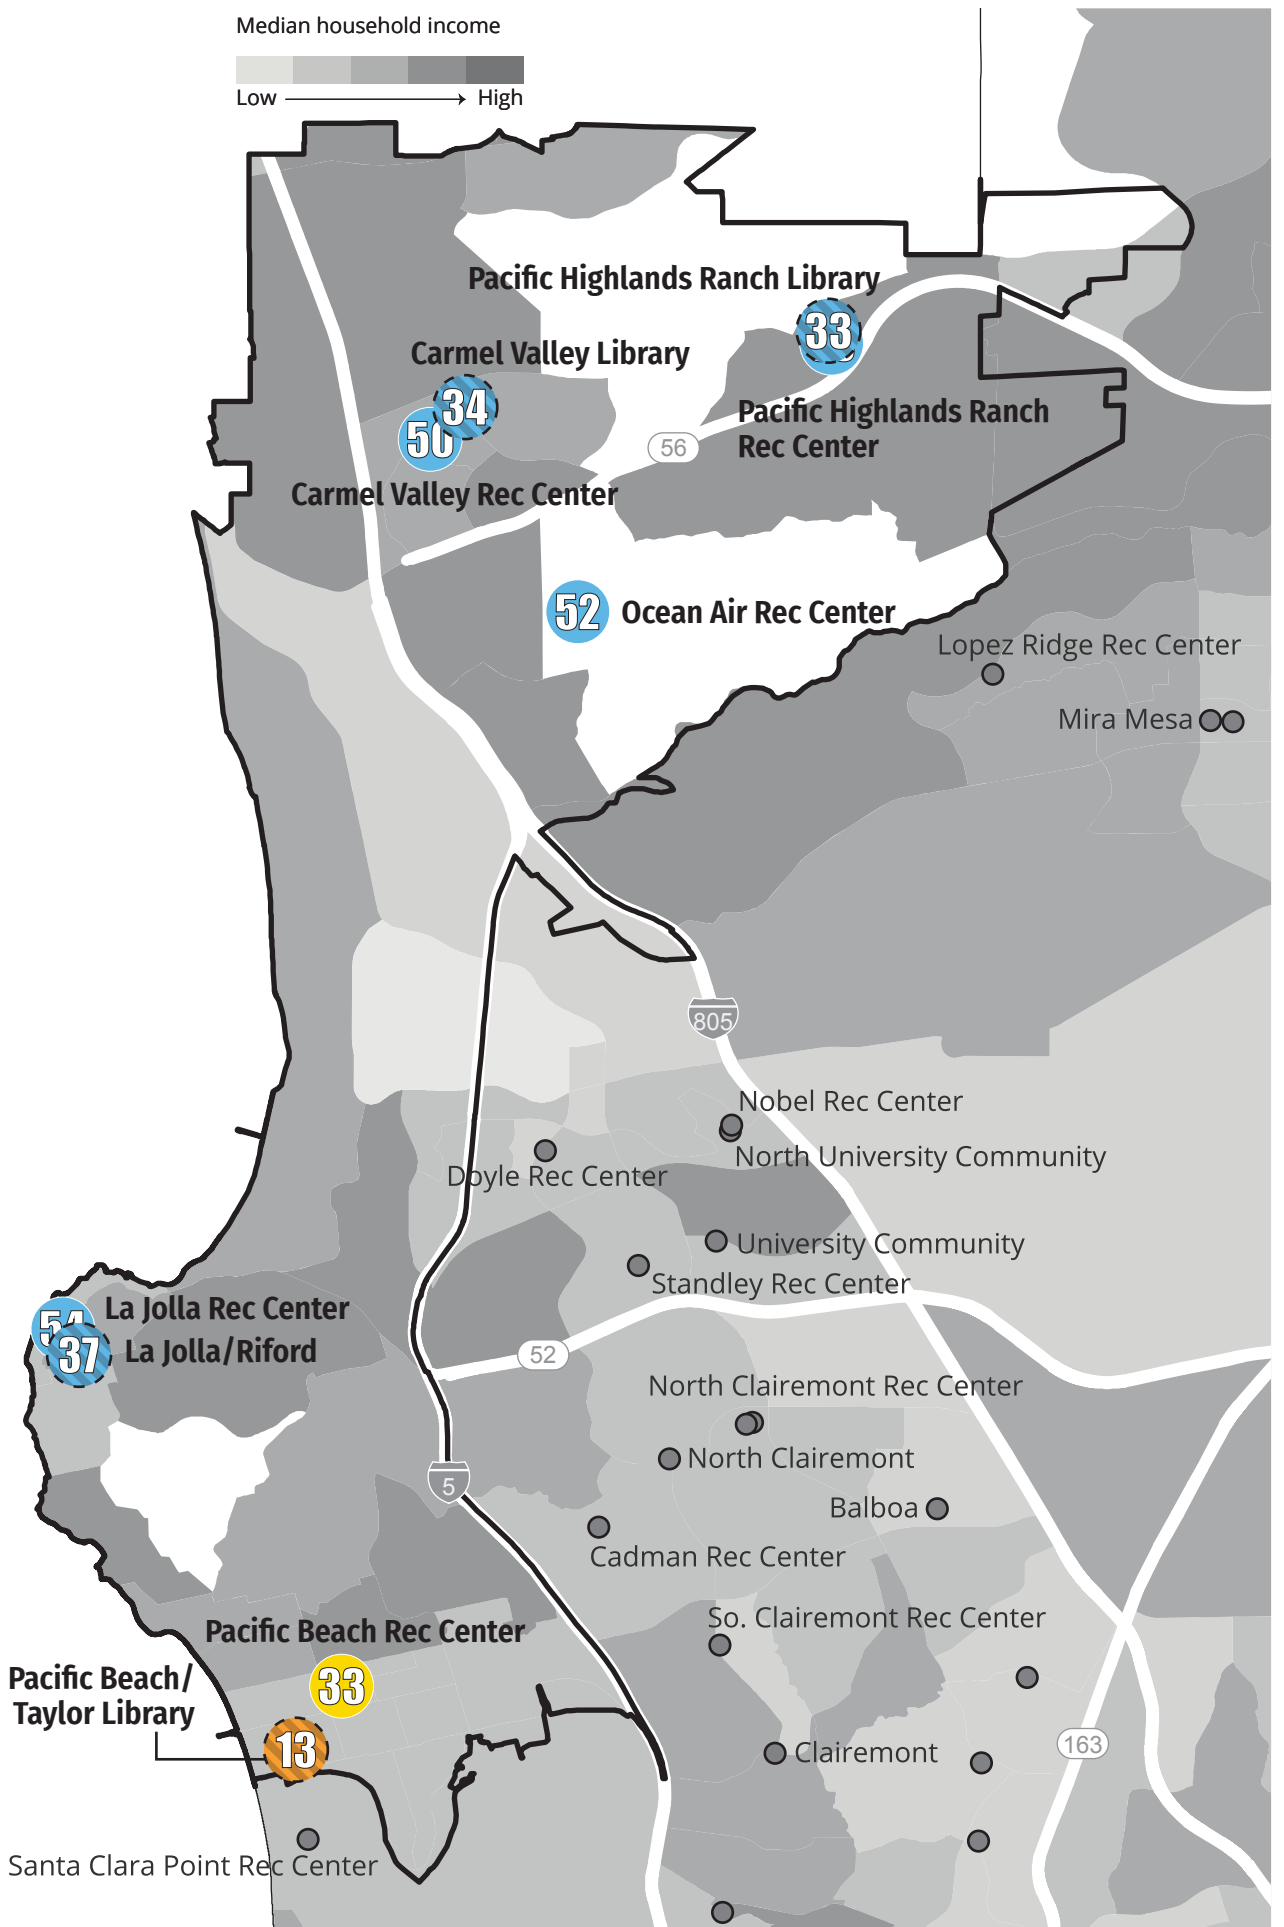 Median household income
Low
High
Pacific Highlands Ranch Library
33
Carmel Valley Library
34
50
Pacific Highlands Ranch
Rec Center
56
Carmel Valley Rec Center
52
Ocean Air Rec Center
Lopez Ridge Rec Center
Mira Mesa
805
Nobel Rec Center
North University Community
Doyle Rec Center
University Community
Standley Rec Center
54
La Jolla Rec Center
37
La Jolla/Riford
52
North Clairemont Rec Center
North Clairemont
5
Balboa
Cadman Rec Center
So. Clairemont Rec Center
Pacific Beach Rec Center
33
Pacific Beach/
Taylor Library
13
163
Clairemont
Santa Clara Point Rec Center